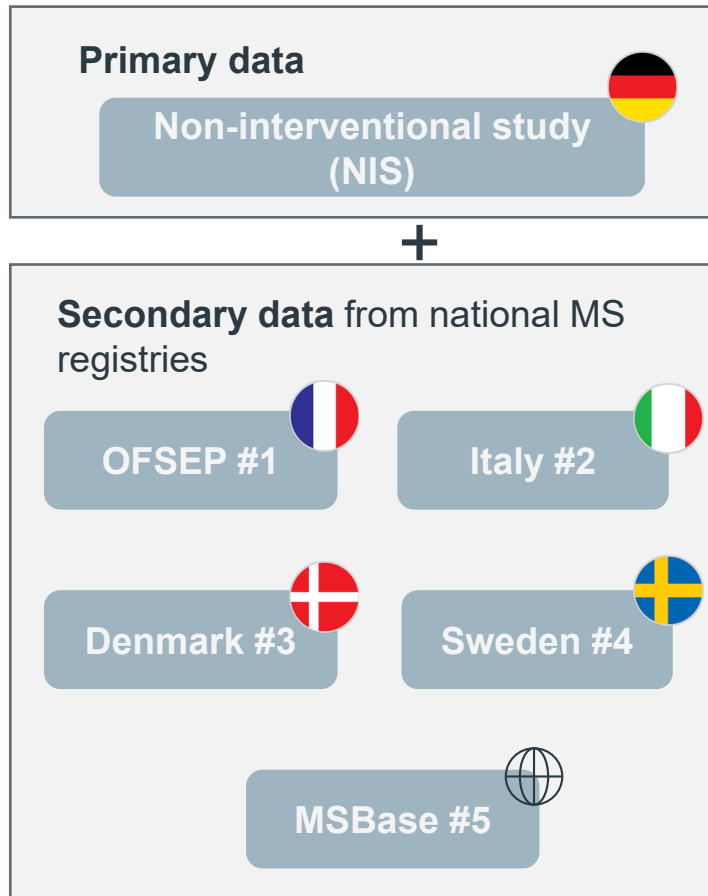 Primary data
Non-interventional study
(NIS)
+
Secondary data from national MS
registries
OFSEP #1
Italy #2
Denmark #3
Sweden #4
MSBase #5